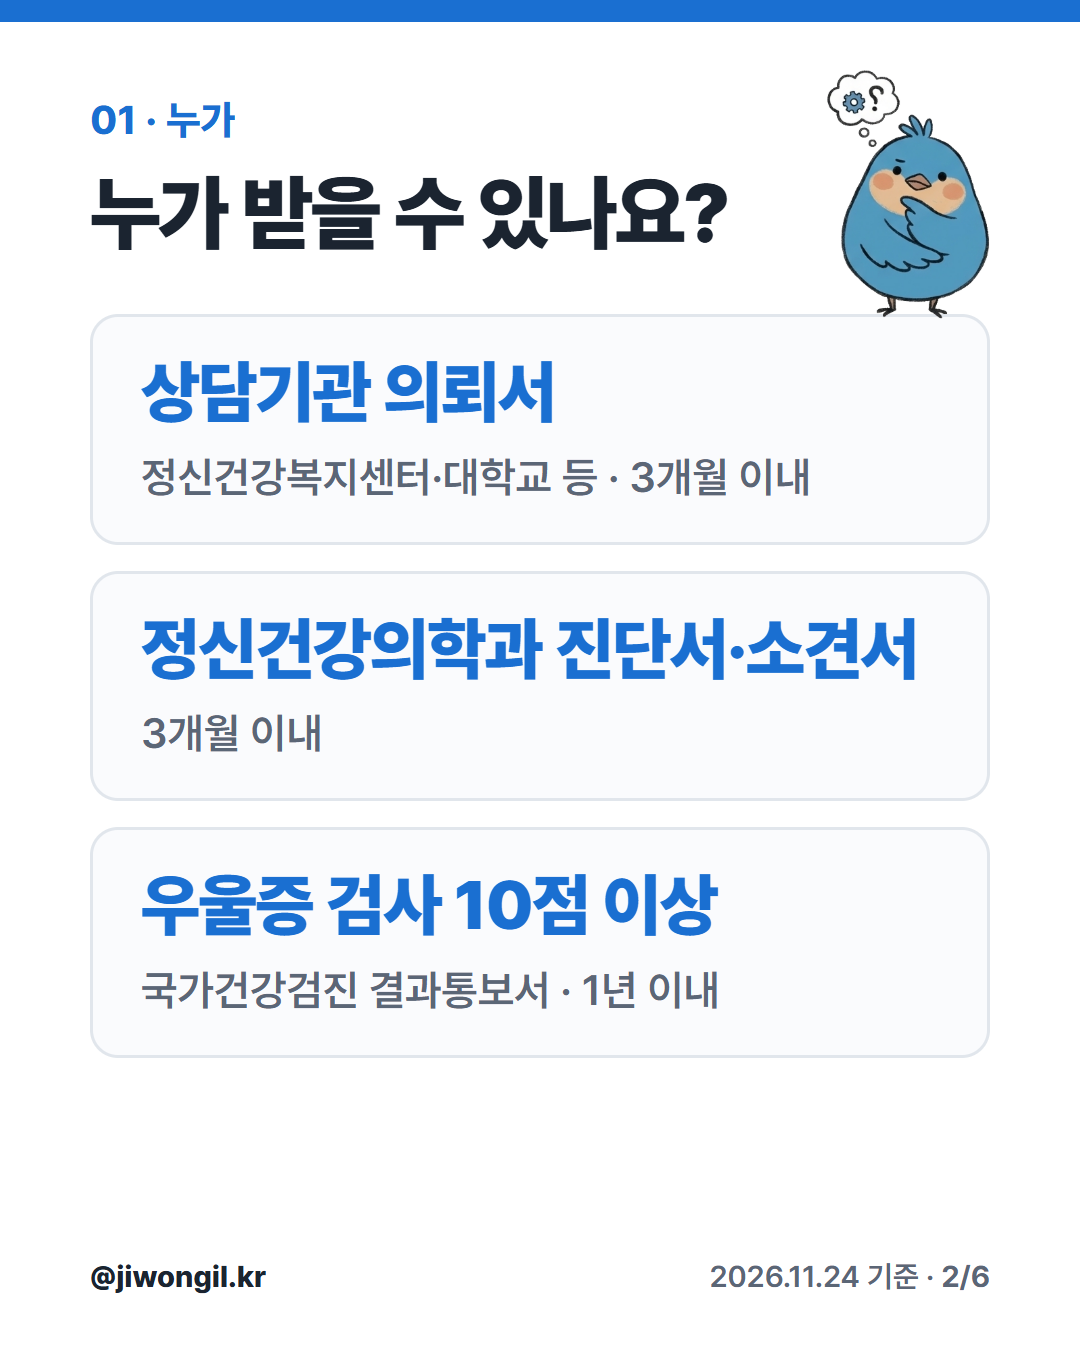 01 · 누가
누가 받을 수 있나요?
상담기관 의뢰서
정신건강복지센터·대학교 등 · 3개월 이내
정신건강의학과 진단서·소견서
3개월 이내
우울증 검사 10점 이상
국가건강검진 결과통보서 · 1년 이내
@jiwongil.kr
2026.11.24 기준 · 2/6